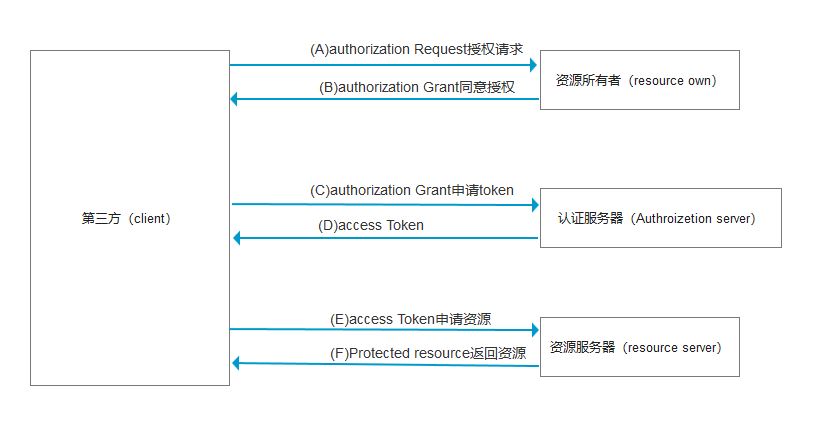 (A)authorization Request授权请求
资源所有者（resource own）
(B)authorization Grant同意授权
(C)authorization Grant申请token
第三方（client）
认证服务器（Authroizetion server）
(D)access Token
(E)access Token申请资源
资源服务器（resource server）
(F)Protected resource返回资源